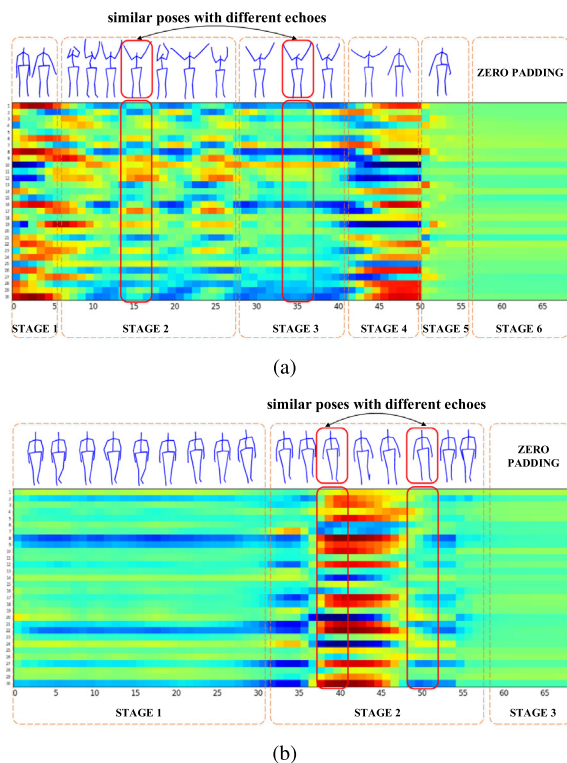 similar poses with different echoes
ZERO PADDING
0 5 10 15 20 25 30 35 40 45 50 55 60 65
STAGE 1 STAGE 2 STAGE 3 STAGE 4 STAGE 5 STAGE 6
(a)
similar poses with different echoes
ZERO
PADDING
0 5 10 15 20 25 30 35 40 45 50 55 60 65
STAGE 1 STAGE 2 STAGE 3
(b)